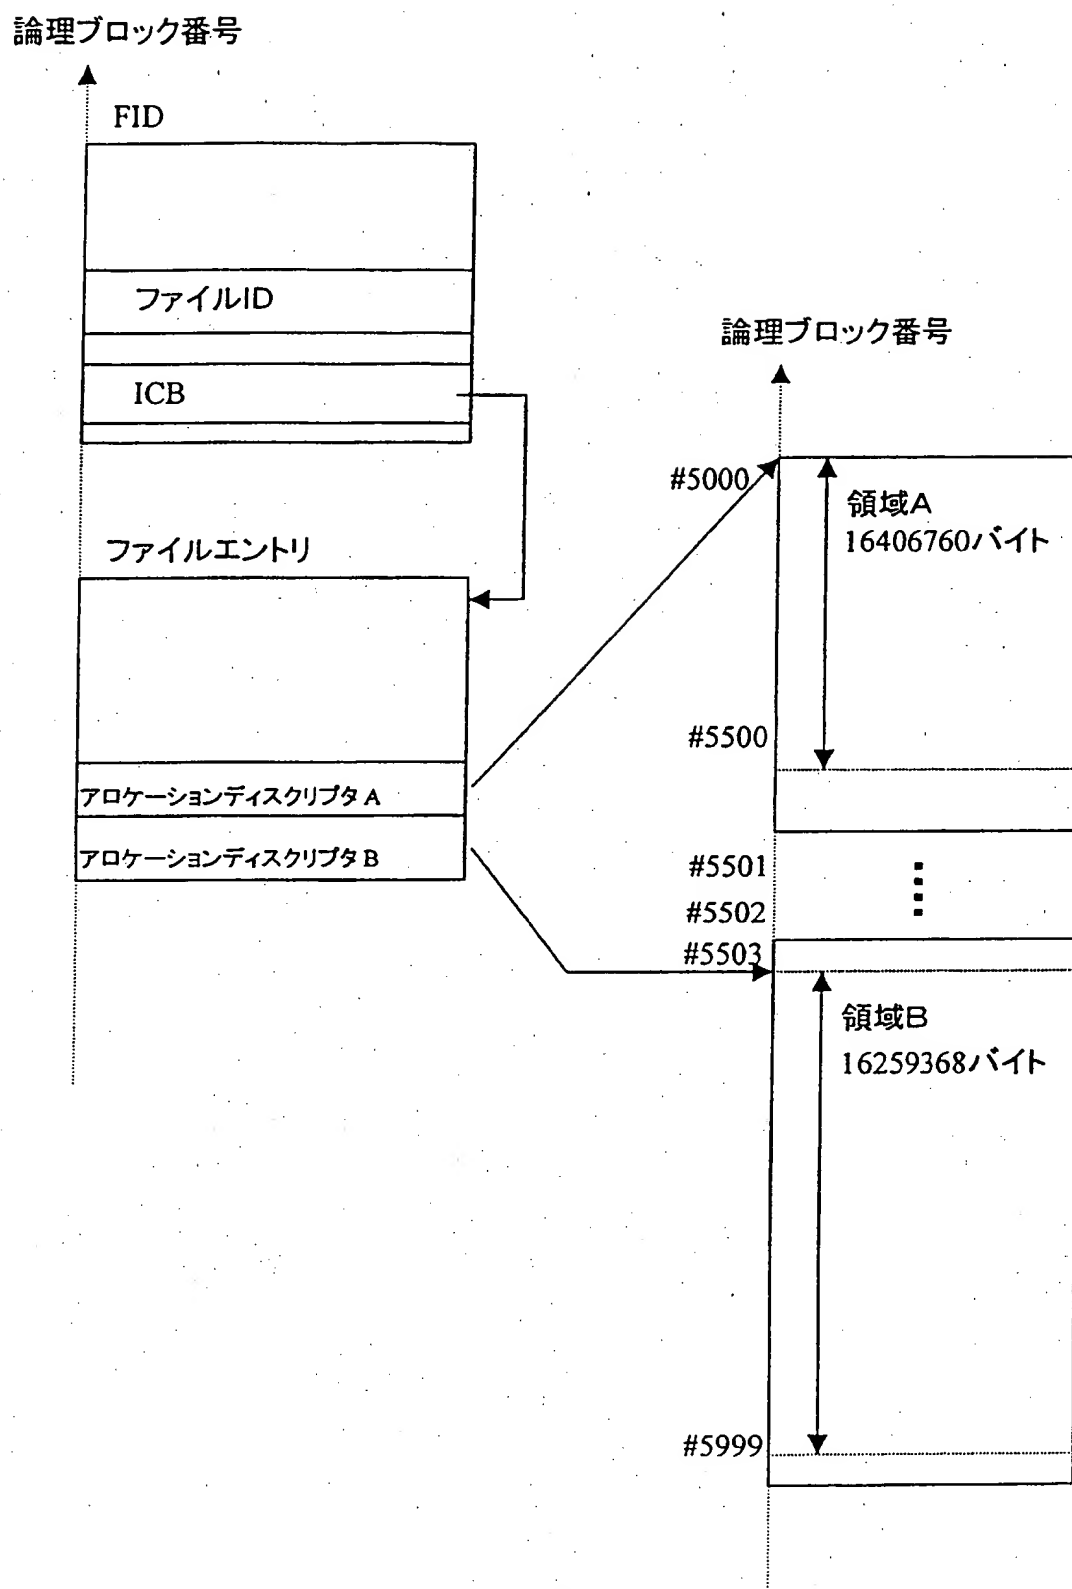 論理ブロック番号
FID
ファイルID
ICB
ファイルエントリ
アロケーションディスクリプタ A
アロケーションディスクリプタ B
論理ブロック番号
#5000
領域A
16406760バイト
#5500
#5501
#5502
#5503
領域B
16259368バイト
#5999